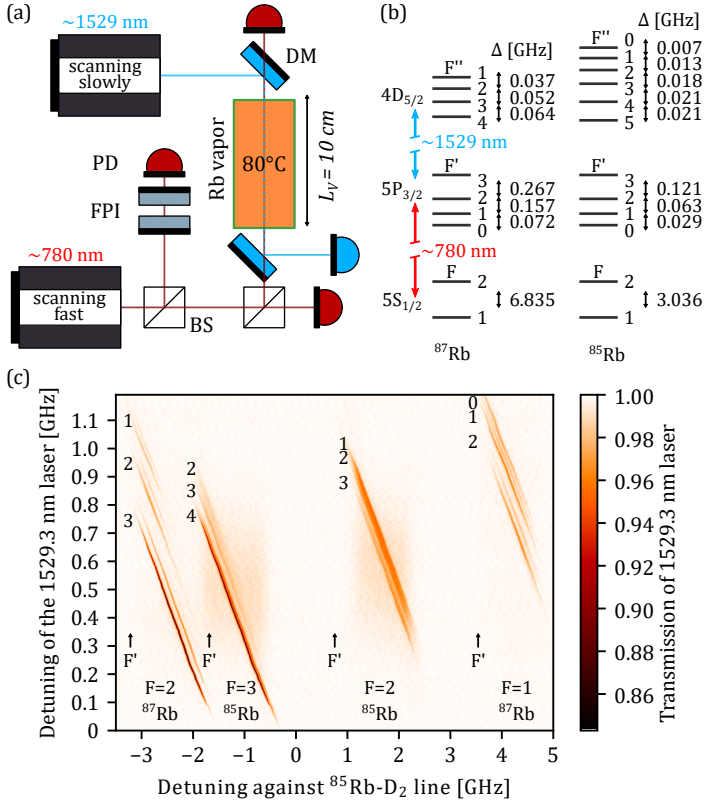 (a)
~1529 nm
scanning
slowly
DM
PD
FPI
Rb vapor
80°C
L_V = 10 cm
~780 nm
scanning
fast
BS
(b)
Δ [GHz]
F''
1
2
3
4
0.037
0.052
0.064
4D5/2
~1529 nm
F'
3
2
1
0
0.267
0.157
0.072
5P3/2
~780 nm
F
2
1
6.835
5S1/2
⁸⁷Rb
Δ [GHz]
F''
0
1
2
3
4
5
0.007
0.013
0.018
0.021
0.021
F'
3
2
1
0
0.121
0.063
0.029
F
2
1
3.036
⁸⁵Rb
(c)
Detuning of the 1529.3 nm laser [GHz]
1.1
1.0
0.9
0.8
0.7
0.6
0.5
0.4
0.3
0.2
0.1
0
1
2
3
2
3
4
1
2
3
0
1
2
F'
F'
F'
F'
F=2
⁸⁷Rb
F=3
⁸⁵Rb
F=2
⁸⁵Rb
F=1
⁸⁷Rb
−3 −2 −1 0 1 2 3 4 5
Detuning against ⁸⁵Rb-D₂ line [GHz]
1.00
0.98
0.96
0.94
0.92
0.90
0.88
0.86
Transmission of 1529.3 nm laser